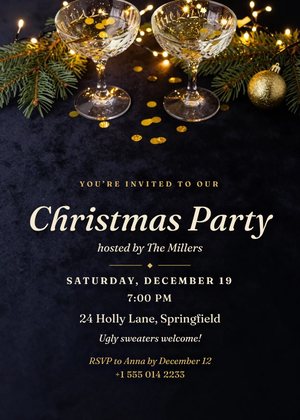 YOU'RE INVITED TO OUR
Christmas Party
hosted by The Millers
SATURDAY, DECEMBER 19
7:00 PM
24 Holly Lane, Springfield
Ugly sweaters welcome!
RSVP to Anna by December 12
+1 555 014 2233